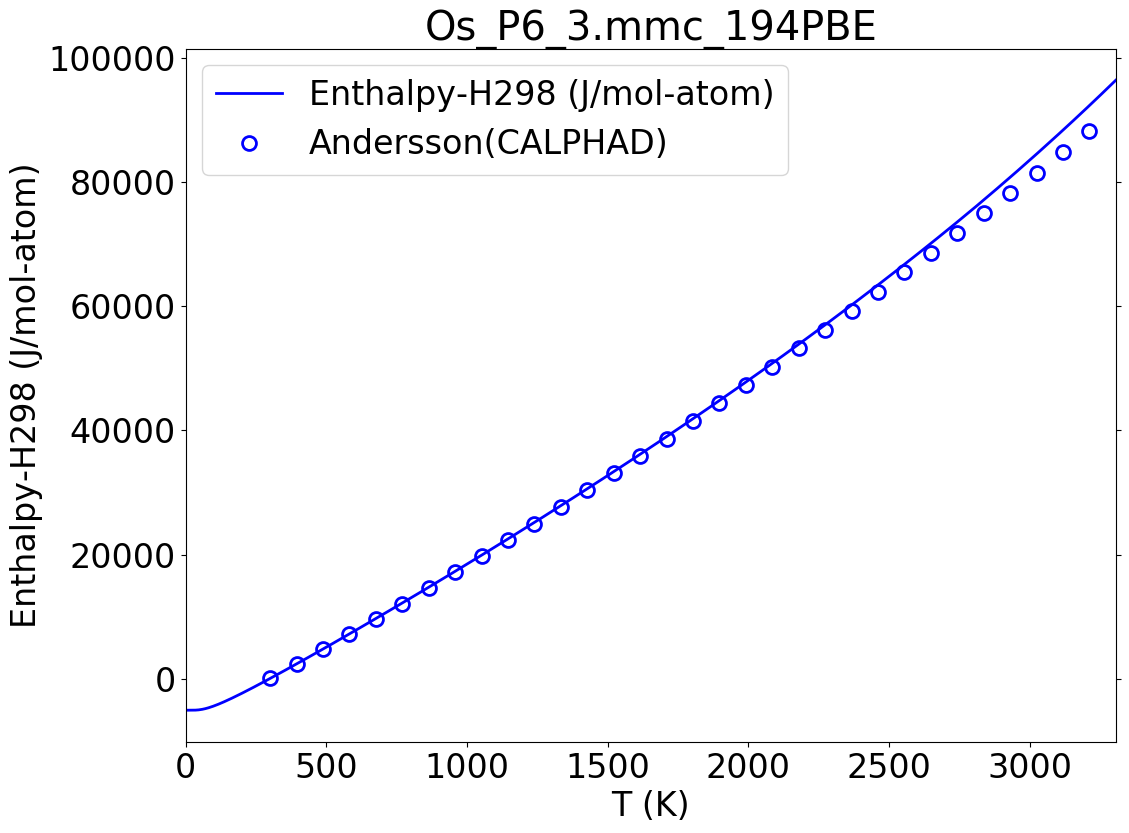 Os_P6_3.mmc_194PBE
Enthalpy-H298 (J/mol-atom)
Andersson(CALPHAD)
Enthalpy-H298 (J/mol-atom)
100000
80000
60000
40000
20000
0
0 500 1000 1500 2000 2500 3000
T (K)